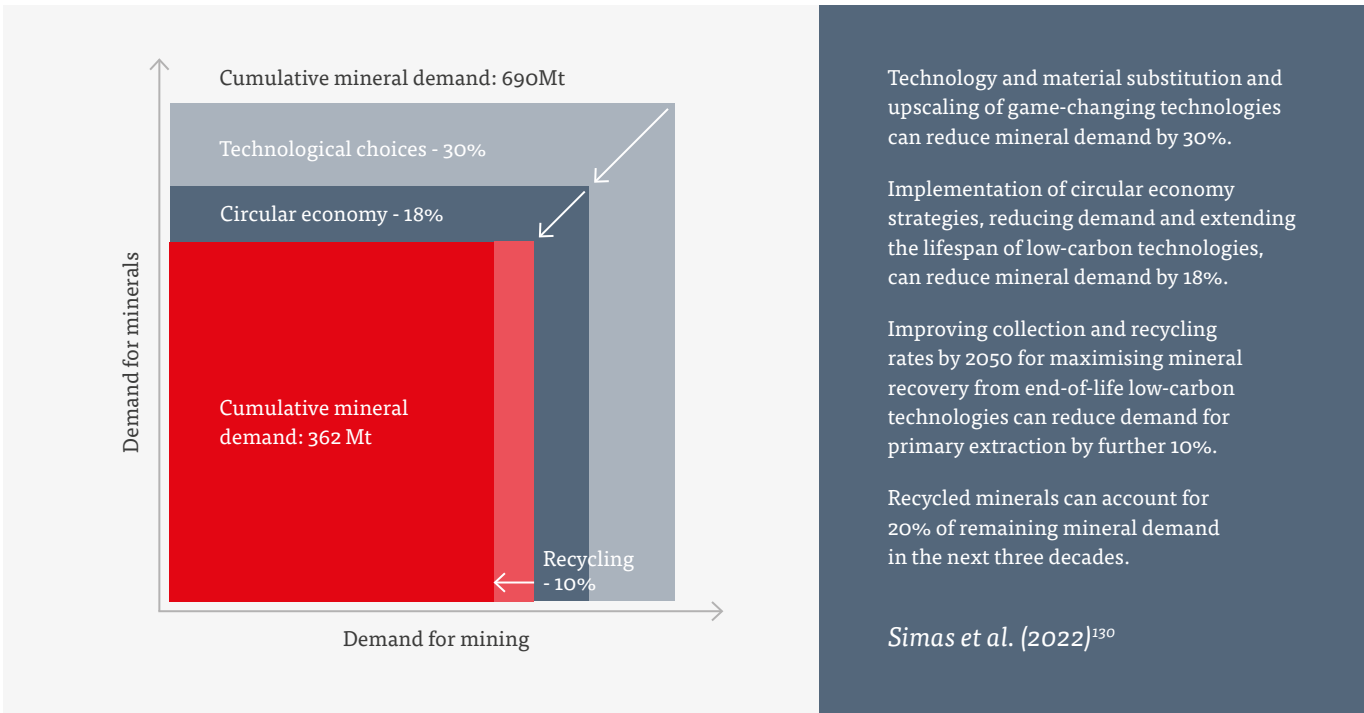 Cumulative mineral demand: 690Mt
Technological choices - 30%
Circular economy - 18%
Cumulative mineral
demand: 362 Mt
Recycling
- 10%
Demand for minerals
Demand for mining
Technology and material substitution and
upscaling of game-changing technologies
can reduce mineral demand by 30%.
Implementation of circular economy
strategies, reducing demand and extending
the lifespan of low-carbon technologies,
can reduce mineral demand by 18%.
Improving collection and recycling
rates by 2050 for maximising mineral
recovery from end-of-life low-carbon
technologies can reduce demand for
primary extraction by further 10%.
Recycled minerals can account for
20% of remaining mineral demand
in the next three decades.
Simas et al. (2022)¹³⁰